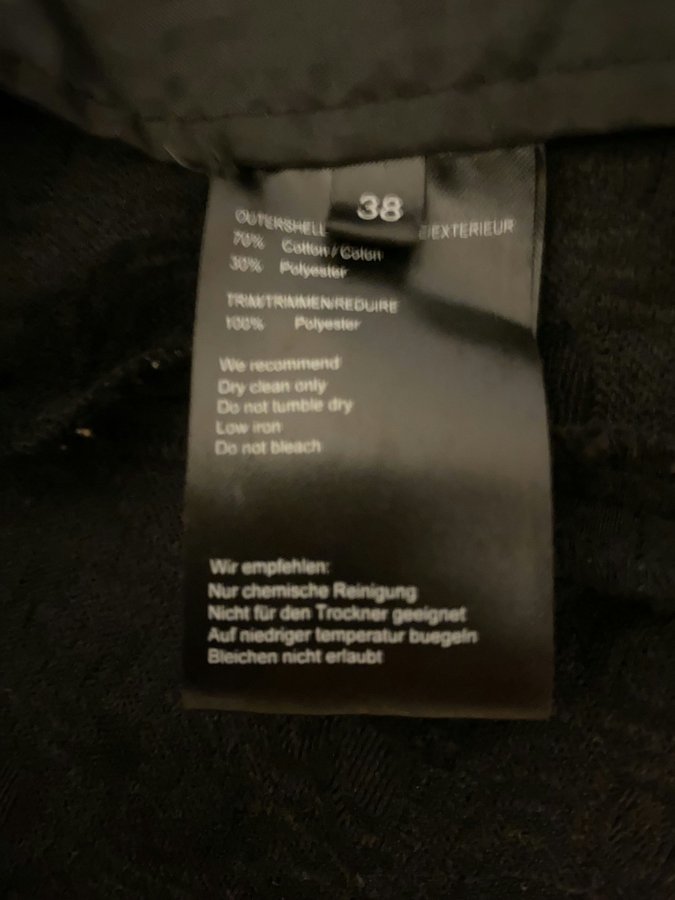 38
OUTERSHELL /EXTERIEUR
70% Cotton / Coton
30% Polyester
TRIM/TRIMMEN/REDUIRE
100% Polyester
We recommend
Dry clean only
Do not tumble dry
Low iron
Do not bleach
Wir empfehlen:
Nur chemische Reinigung
Nicht für den Trockner geeignet
Auf niedriger temperatur buegeln
Bleichen nicht erlaubt